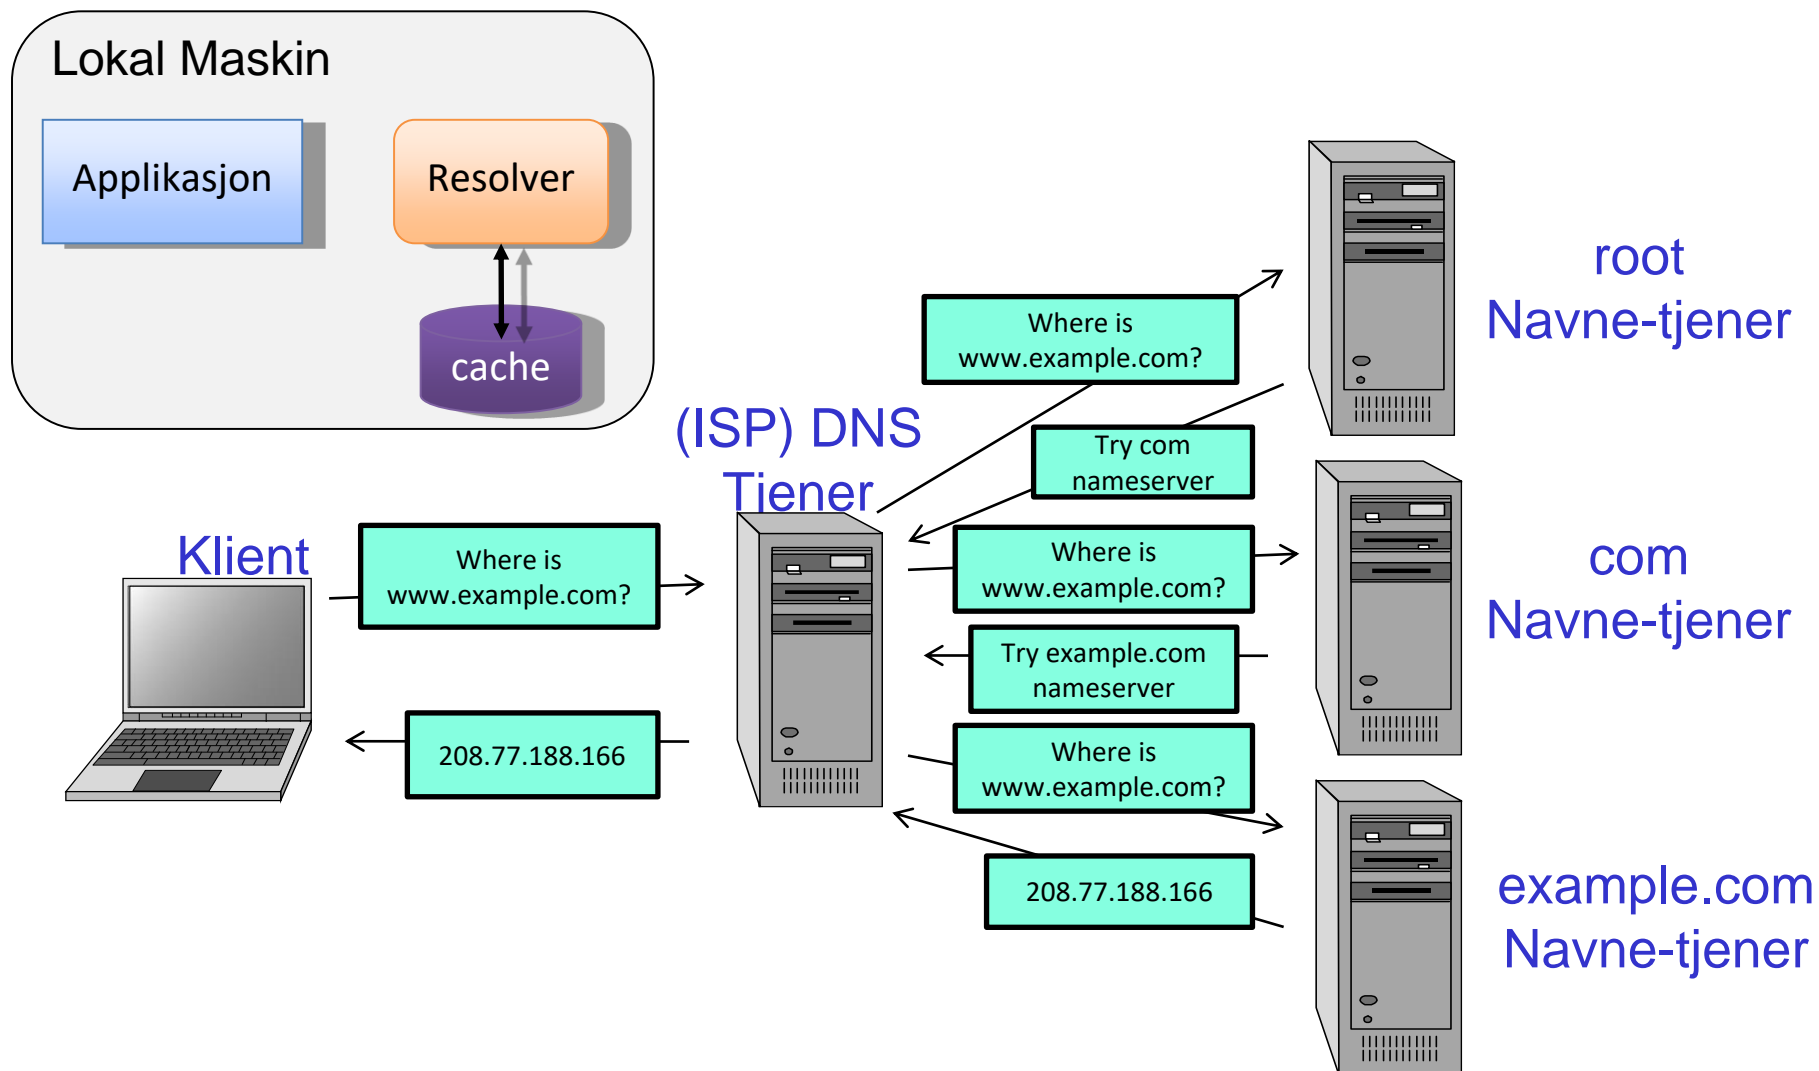 Lokal Maskin
Applikasjon
Resolver
cache
(ISP) DNS
Tjener
Klient
Where is
www.example.com?
208.77.188.166
Where is
www.example.com?
Try com
nameserver
Where is
www.example.com?
Try example.com
nameserver
Where is
www.example.com?
208.77.188.166
root
Navne-tjener
com
Navne-tjener
example.com
Navne-tjener